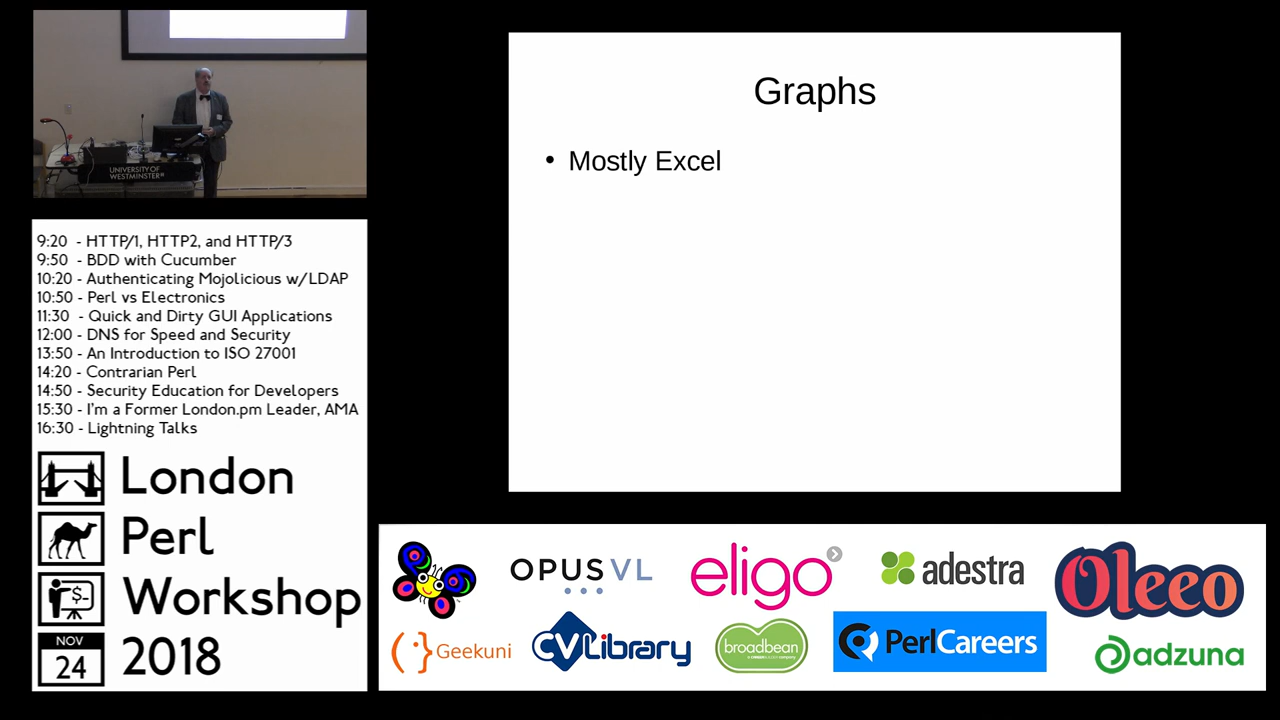 UNIVERSITY OF
WESTMINSTER
Graphs
• Mostly Excel
9:20 - HTTP/1, HTTP2, and HTTP/3
9:50 - BDD with Cucumber
10:20 - Authenticating Mojolicious w/LDAP
10:50 - Perl vs Electronics
11:30 - Quick and Dirty GUI Applications
12:00 - DNS for Speed and Security
13:50 - An Introduction to ISO 27001
14:20 - Contrarian Perl
14:50 - Security Education for Developers
15:30 - I'm a Former London.pm Leader, AMA
16:30 - Lightning Talks
London
Perl
$-
Workshop
NOV
24
2018
OPUS VL
eligo
adestra
Oleeo
Geekuni
CV Library
broadbean
PerlCareers
adzuna